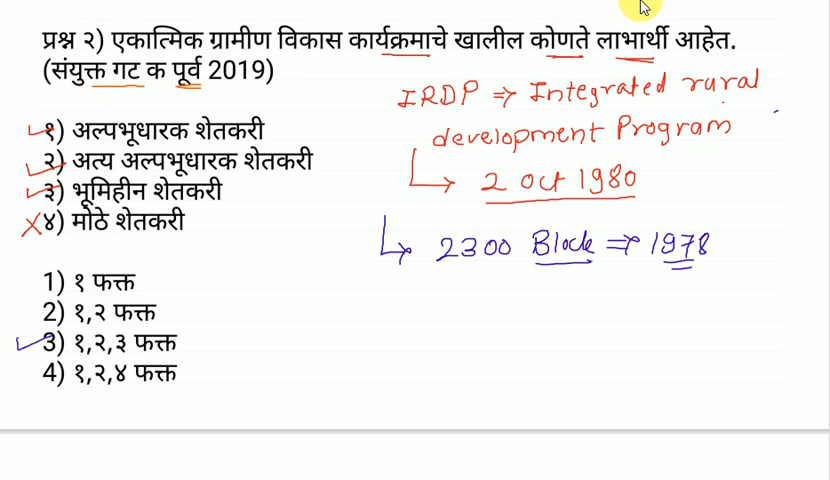 प्रश्न २) एकात्मिक ग्रामीण विकास कार्यक्रमाचे खालील कोणते लाभार्थी आहेत.
(संयुक्त गट क पूर्व 2019)
IRDP ⇒ Integrated rural
development Program
१) अल्पभूधारक शेतकरी
२) अत्य अल्पभूधारक शेतकरी
2 oct 1980
३) भूमिहीन शेतकरी
४) मोठे शेतकरी
2300 Block ⇒ 1978
1) १ फक्त
2) १,२ फक्त
3) १,२,३ फक्त
4) १,२,४ फक्त